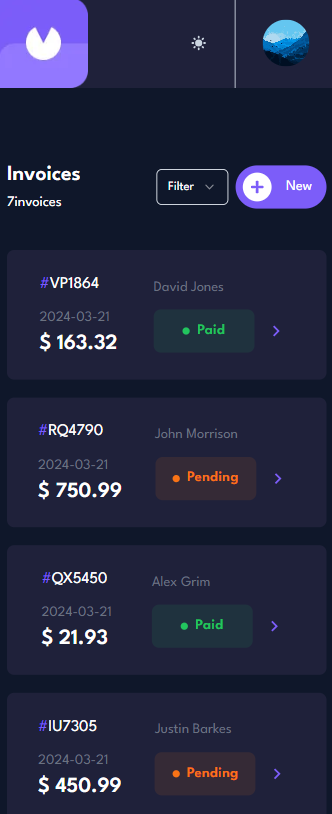 Invoices
7invoices
Filter
New
#VP1864
David Jones
2024-03-21
$ 163.32
Paid
#RQ4790
John Morrison
2024-03-21
$ 750.99
Pending
#QX5450
Alex Grim
2024-03-21
$ 21.93
Paid
#IU7305
Justin Barkes
2024-03-21
$ 450.99
Pending